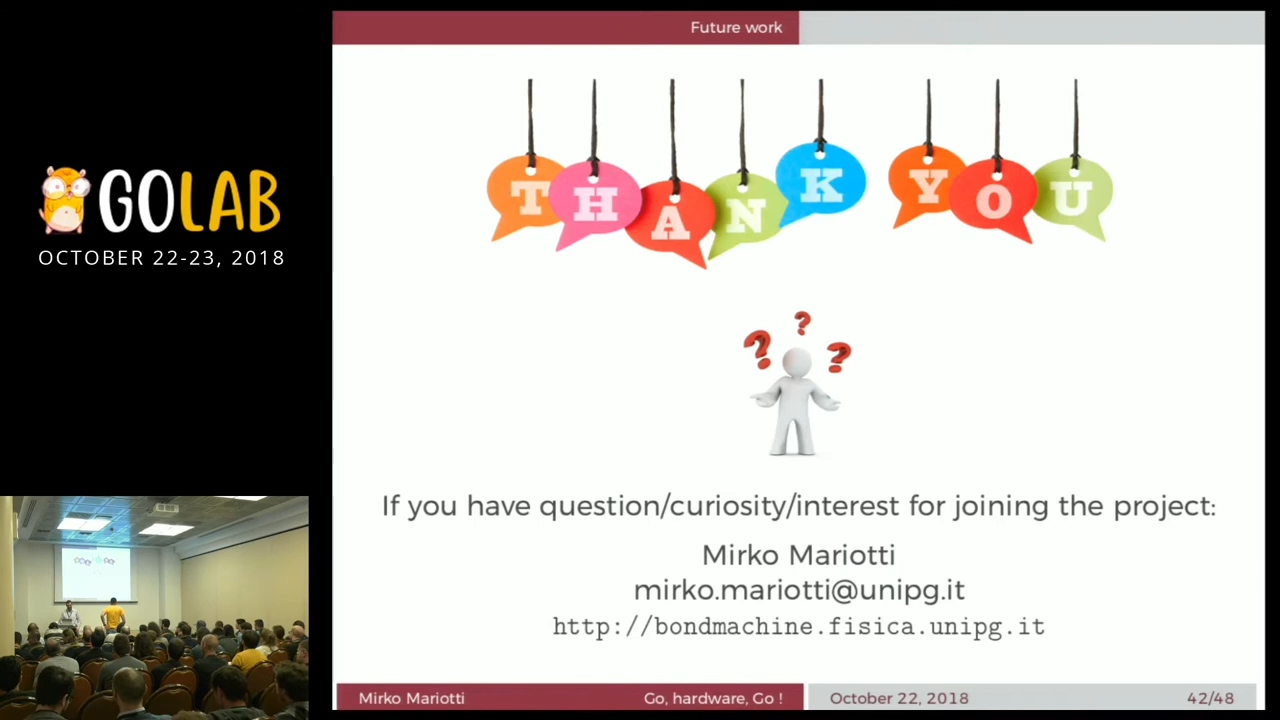 GOLAB
OCTOBER 22-23, 2018
Future work
THANK YOU
? ? ?
If you have question/curiosity/interest for joining the project:
Mirko Mariotti
mirko.mariotti@unipg.it
http://bondmachine.fisica.unipg.it
Mirko Mariotti Go, hardware, Go ! October 22, 2018 42/48